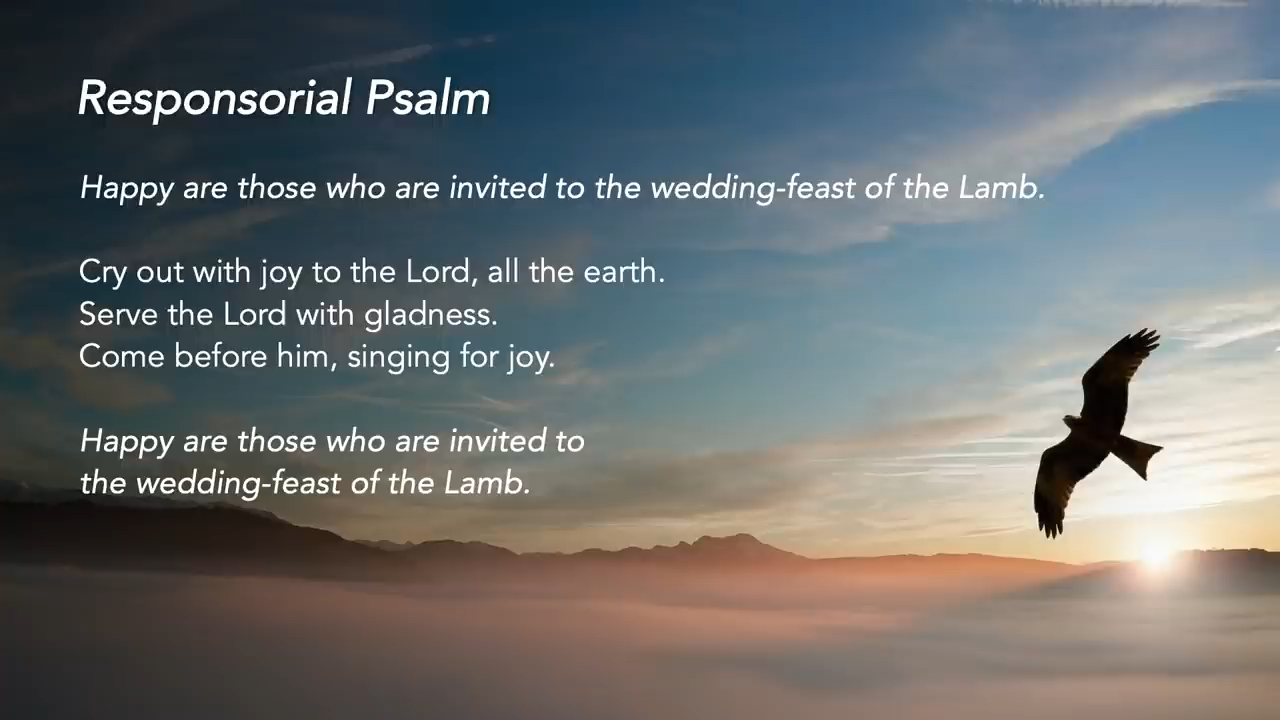 Responsorial Psalm
Happy are those who are invited to the wedding-feast of the Lamb.
Cry out with joy to the Lord, all the earth.
Serve the Lord with gladness.
Come before him, singing for joy.
Happy are those who are invited to
the wedding-feast of the Lamb.